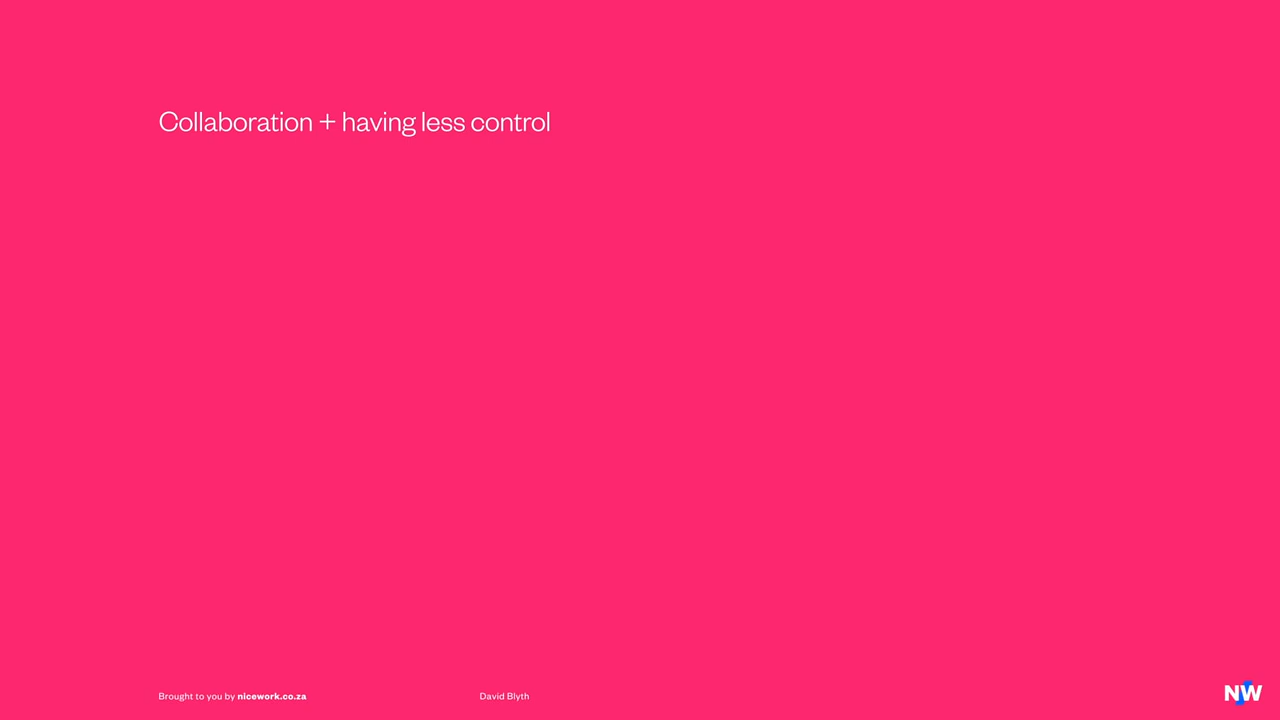 Collaboration + having less control
Brought to you by nicework.co.za
David Blyth
NW